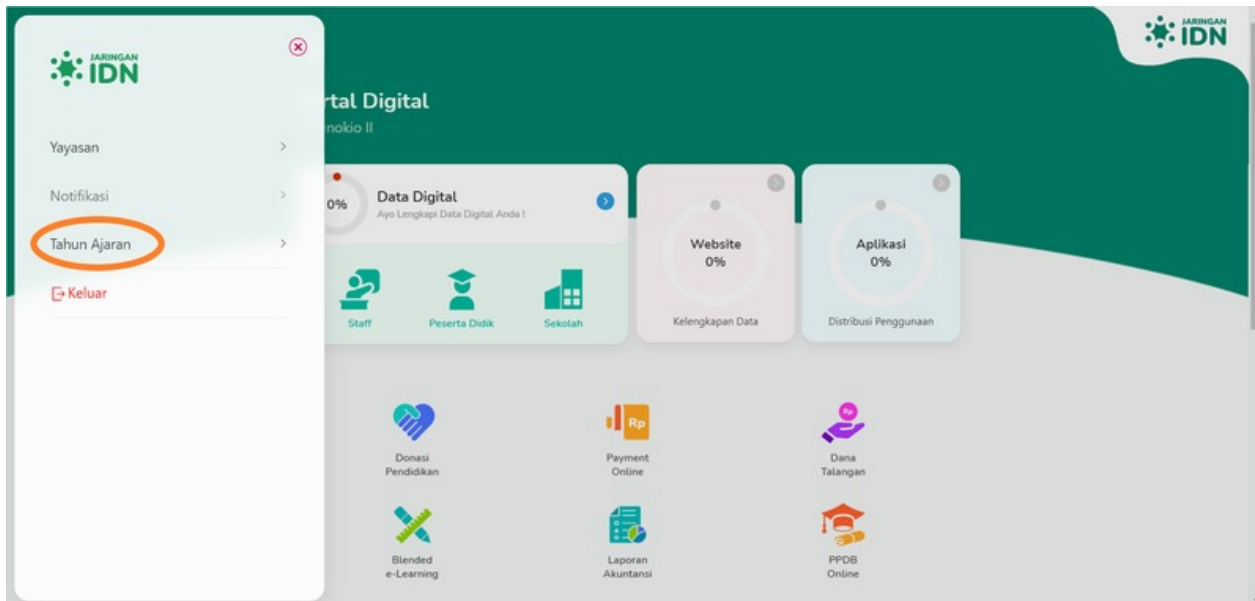 JARINGAN
IDN
Yayasan
Notifikasi
Tahun Ajaran
Keluar
JARINGAN
IDN
rtal Digital
nokio II
0%
Data Digital
Ayo Lengkapi Data Digital Anda !
Staff
Peserta Didik
Sekolah
Website
0%
Kelengkapan Data
Aplikasi
0%
Distribusi Penggunaan
Donasi
Pendidikan
Rp
Payment
Online
Rp
Dana
Talangan
Blended
e-Learning
Laporan
Akuntansi
PPDB
Online